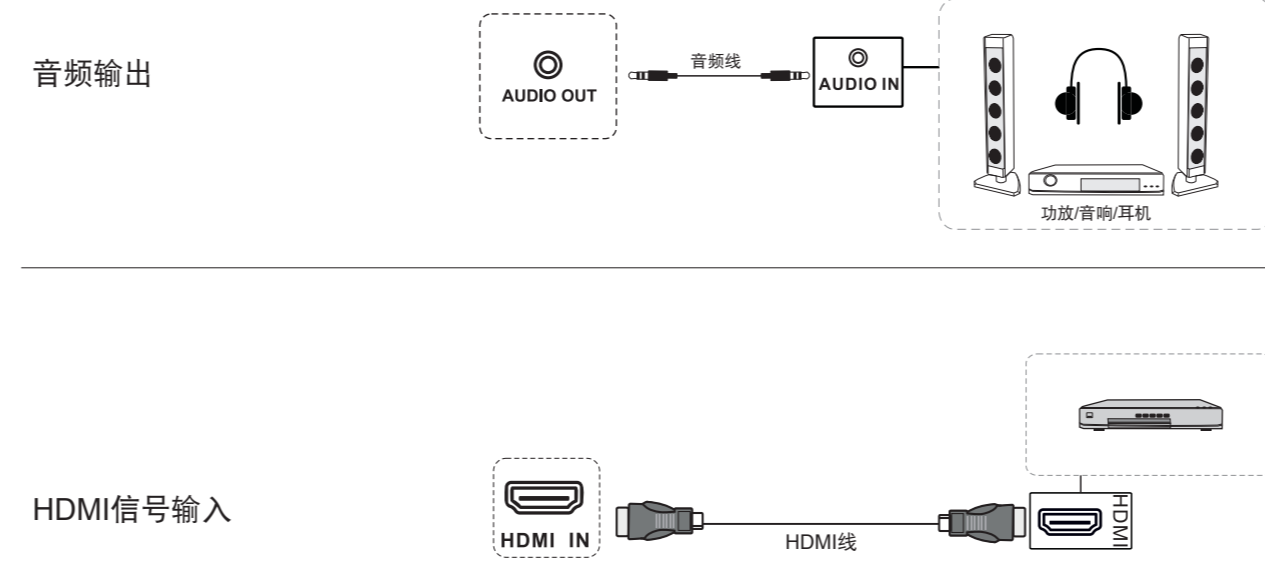 音频输出
AUDIO OUT
音频线
AUDIO IN
功放/音响/耳机
HDMI信号输入
HDMI IN
HDMI线
HDMI